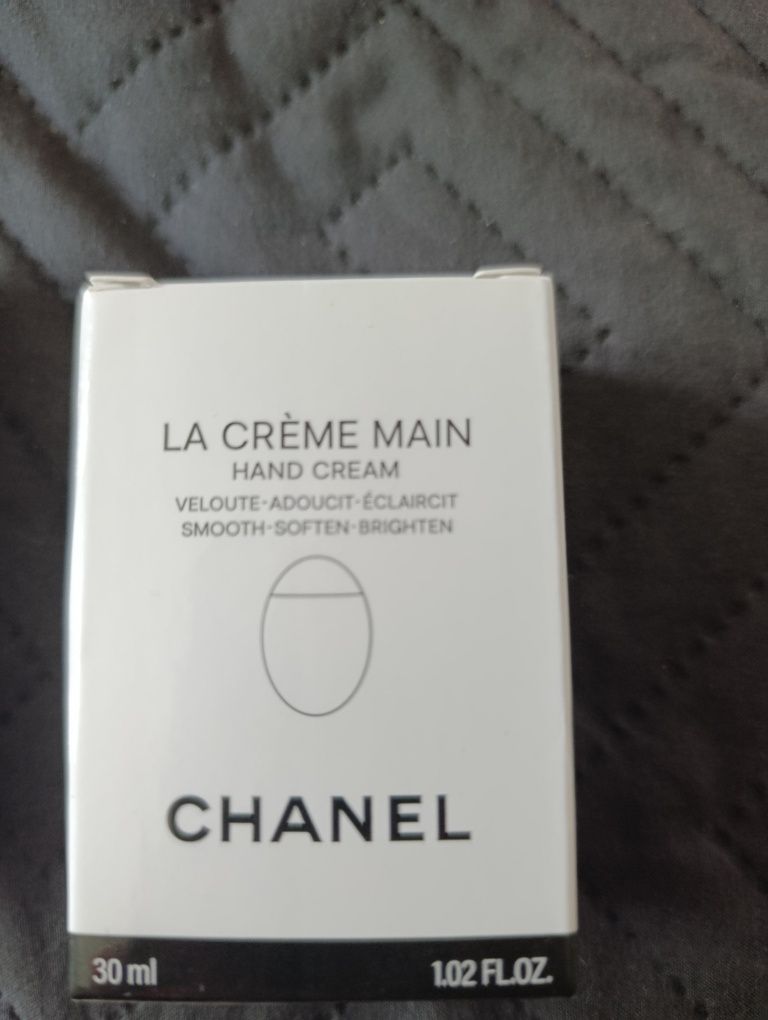 LA CRÈME MAIN
HAND CREAM
VELOUTE-ADOUCIT-ÉCLAIRCIT
SMOOTH-SOFTEN-BRIGHTEN
CHANEL
30 ml 1.02 FL.OZ.